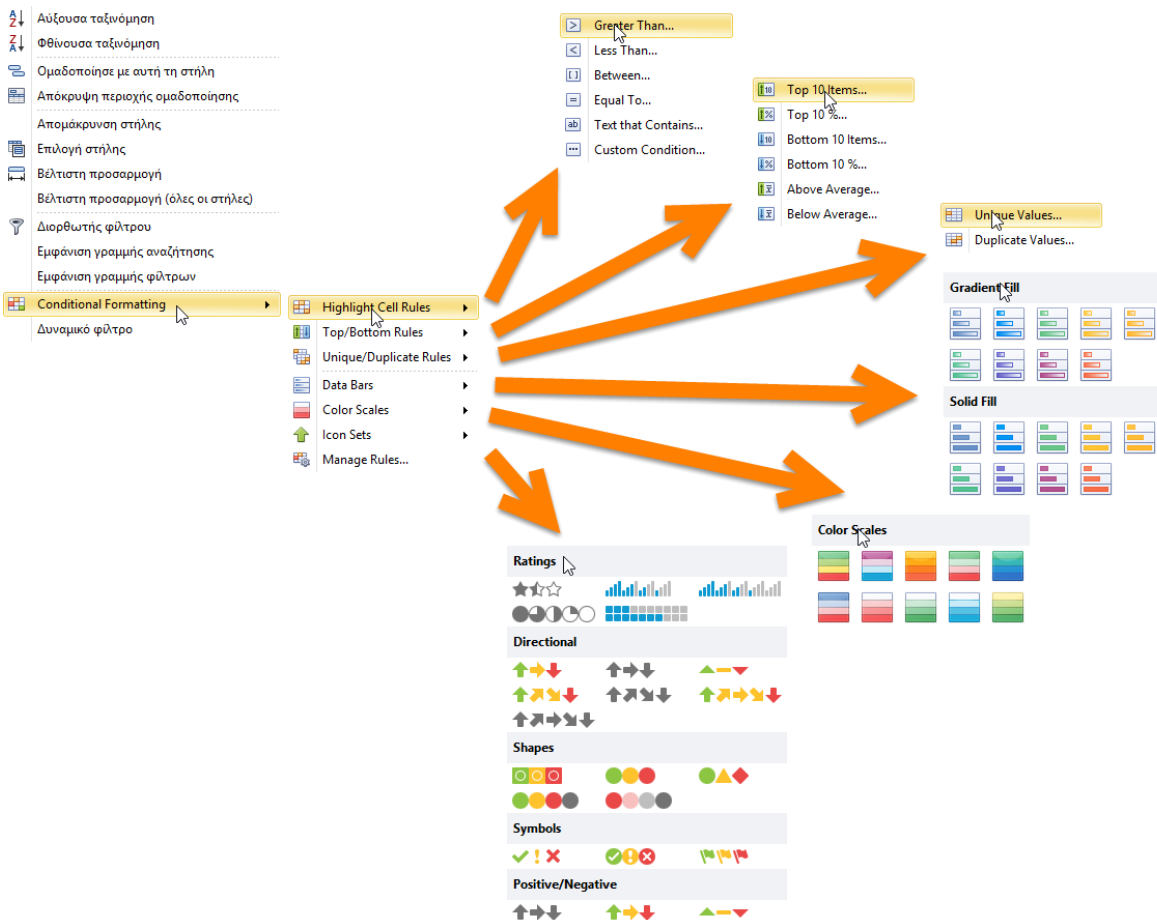 Αύξουσα ταξινόμηση
Φθίνουσα ταξινόμηση
Ομαδοποίησε με αυτή τη στήλη
Απόκρυψη περιοχής ομαδοποίησης
Απομάκρυνση στήλης
Επιλογή στήλης
Βέλτιστη προσαρμογή
Βέλτιστη προσαρμογή (όλες οι στήλες)
Διορθωτής φίλτρου
Εμφάνιση γραμμής αναζήτησης
Εμφάνιση γραμμής φίλτρων
Conditional Formatting
Δυναμικό φίλτρο
Highlight Cell Rules
Top/Bottom Rules
Unique/Duplicate Rules
Data Bars
Color Scales
Icon Sets
Manage Rules...
Greater Than...
Less Than...
Between...
Equal To...
Text that Contains...
Custom Condition...
Top 10 Items...
Top 10 %...
Bottom 10 Items...
Bottom 10 %...
Above Average...
Below Average...
Unique Values...
Duplicate Values...
Gradient Fill
Solid Fill
Color Scales
Ratings
Directional
Shapes
Symbols
Positive/Negative